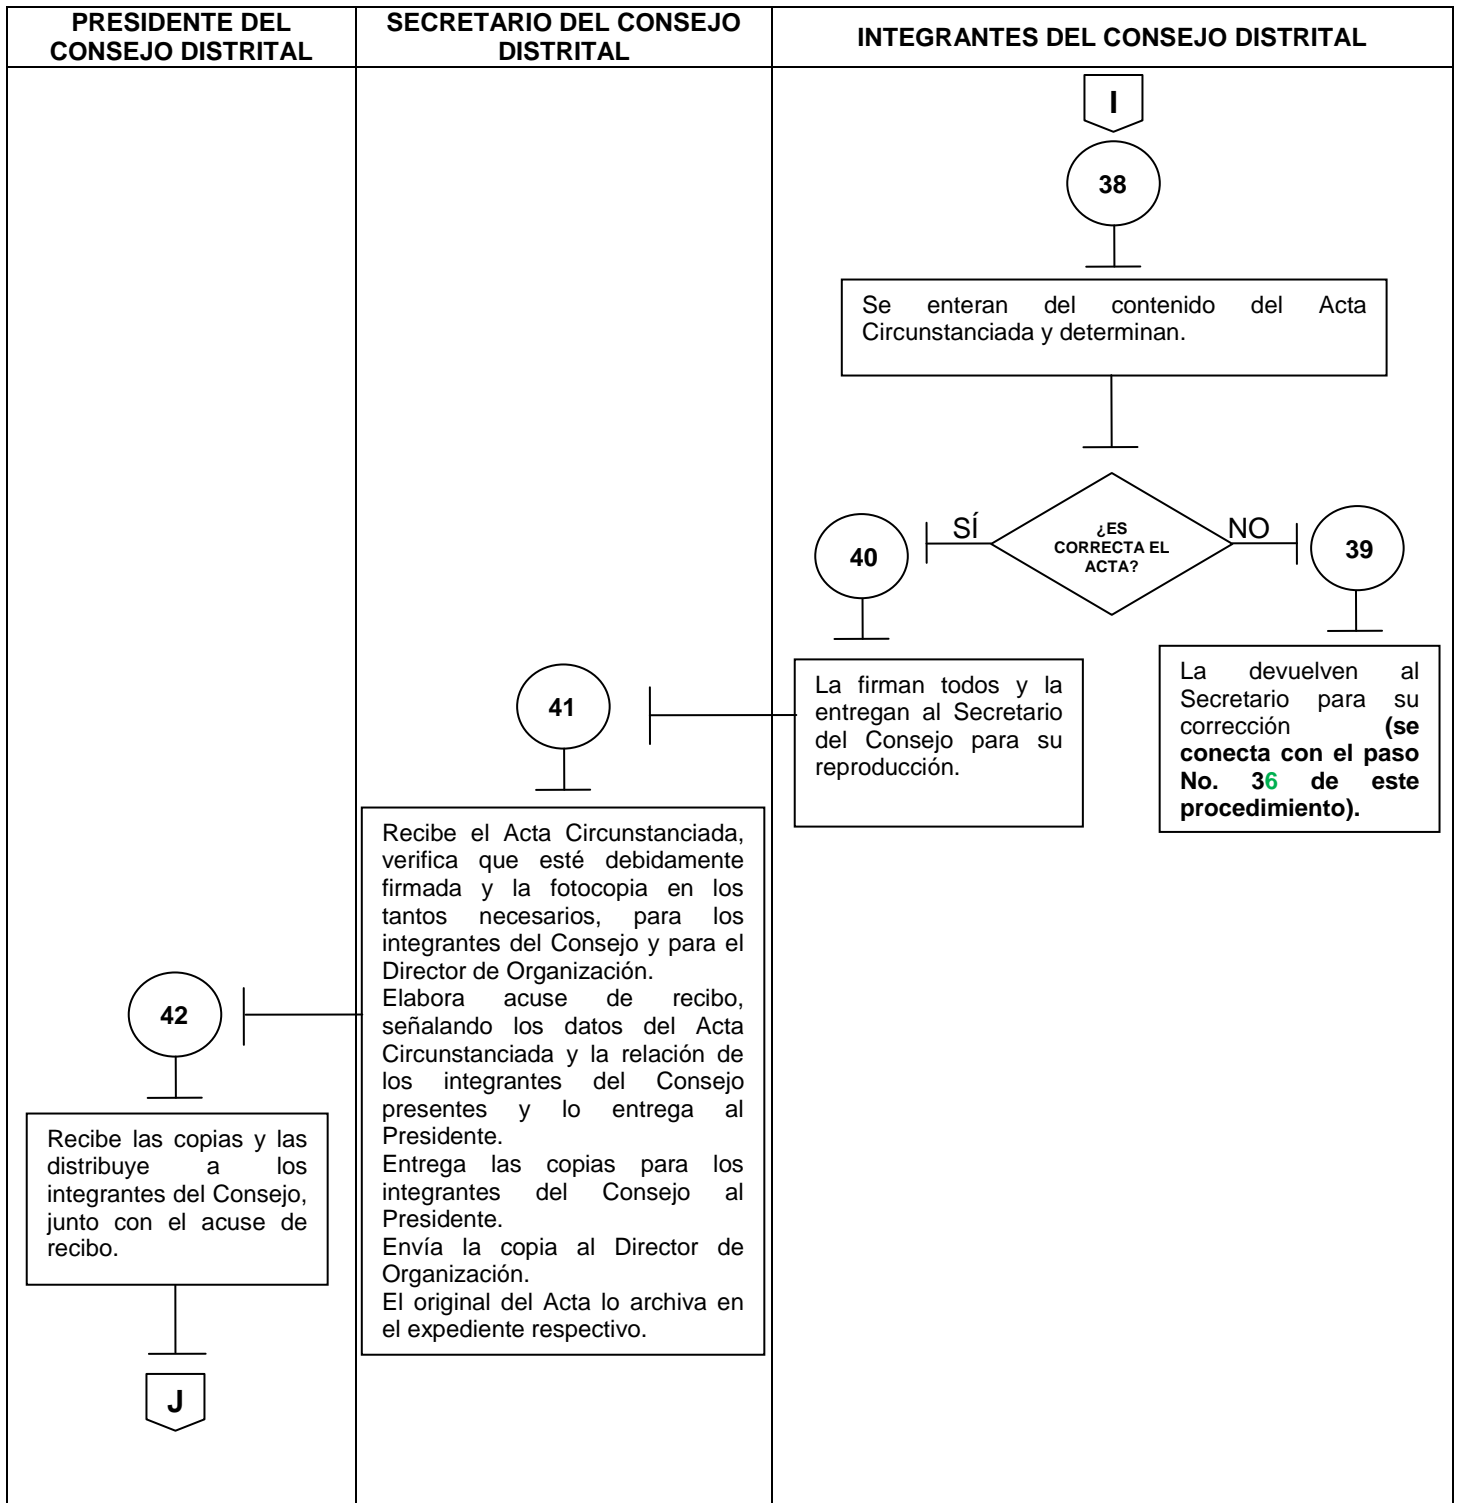 PRESIDENTE DEL
CONSEJO DISTRITAL
SECRETARIO DEL CONSEJO
DISTRITAL
INTEGRANTES DEL CONSEJO DISTRITAL
I
38
Se enteran del contenido del Acta
Circunstanciada y determinan.
¿ES
CORRECTA EL
ACTA?
SÍ
NO
40
39
La firman todos y la
entregan al Secretario
del Consejo para su
reproducción.
La devuelven al
Secretario para su
corrección (se
conecta con el paso
No. 36 de este
procedimiento).
41
Recibe el Acta Circunstanciada,
verifica que esté debidamente
firmada y la fotocopia en los
tantos necesarios, para los
integrantes del Consejo y para el
Director de Organización.
Elabora acuse de recibo,
señalando los datos del Acta
Circunstanciada y la relación de
los integrantes del Consejo
presentes y lo entrega al
Presidente.
Entrega las copias para los
integrantes del Consejo al
Presidente.
Envía la copia al Director de
Organización.
El original del Acta lo archiva en
el expediente respectivo.
42
Recibe las copias y las
distribuye a los
integrantes del Consejo,
junto con el acuse de
recibo.
J